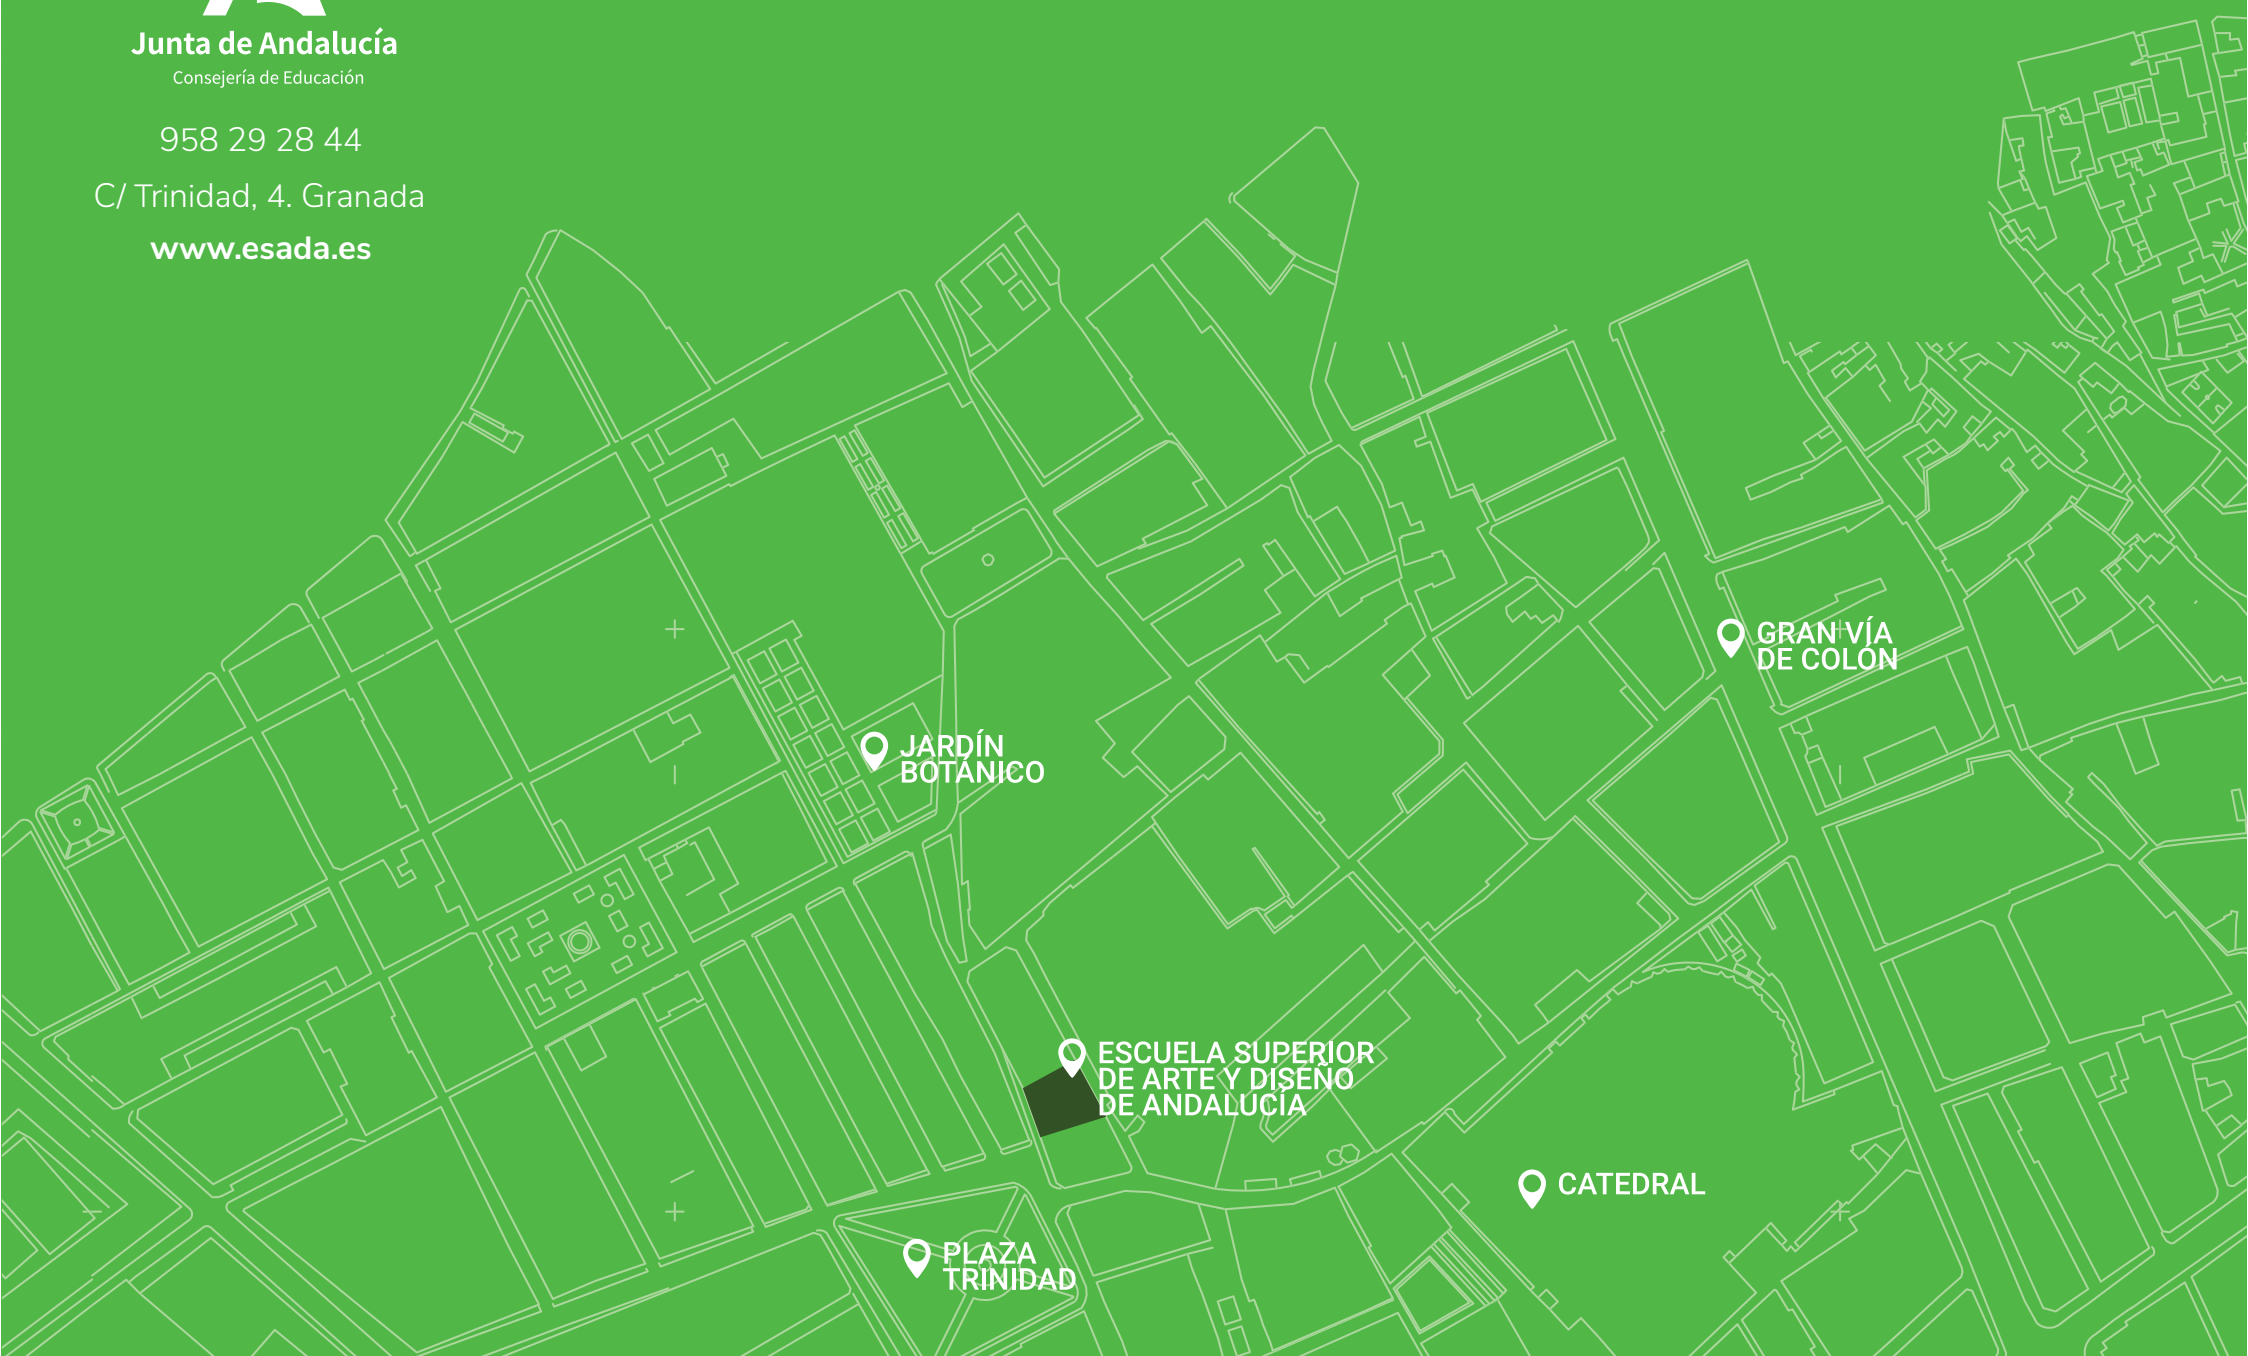 Junta de Andalucía
Consejería de Educación
958 29 28 44
C/ Trinidad, 4. Granada
www.esada.es
GRAN VÍA
DE COLÓN
JARDÍN
BOTÁNICO
ESCUELA SUPERIOR
DE ARTE Y DISEÑO
DE ANDALUCÍA
CATEDRAL
PLAZA
TRINIDAD